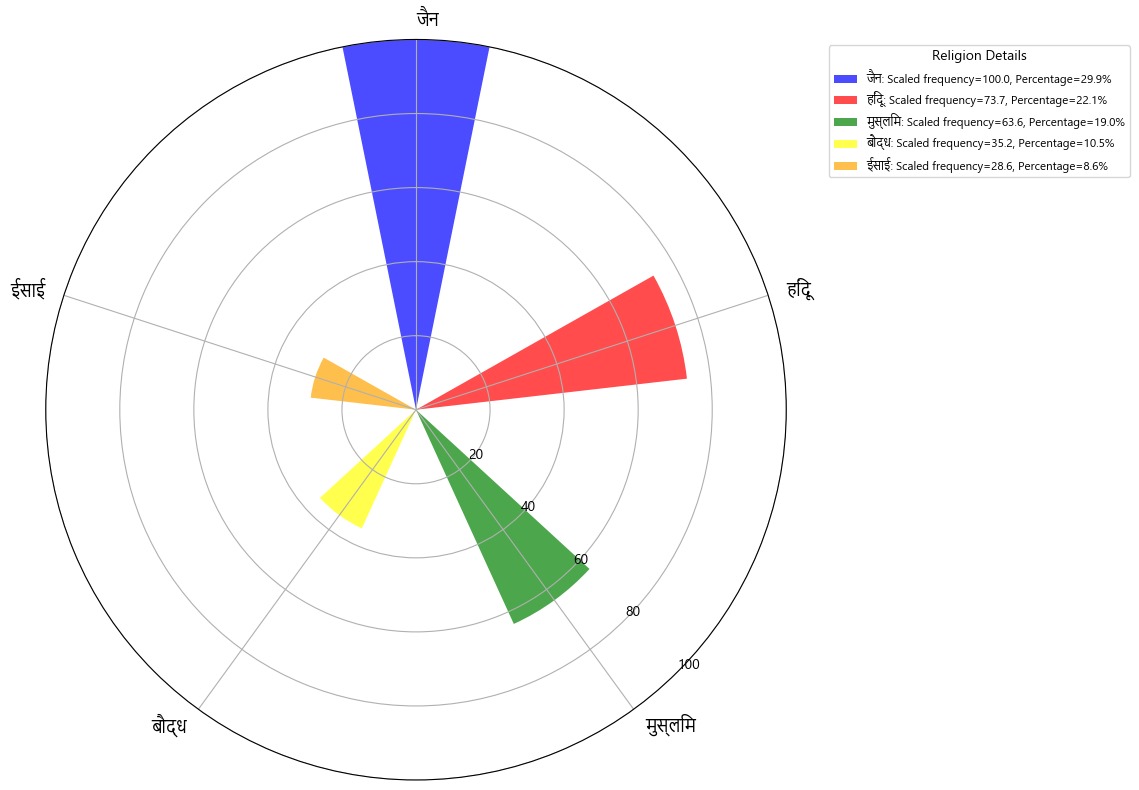 जैन
Religion Details
जैन: Scaled frequency=100.0, Percentage=29.9%
हिंदू: Scaled frequency=73.7, Percentage=22.1%
मुस्लिम: Scaled frequency=63.6, Percentage=19.0%
बौद्ध: Scaled frequency=35.2, Percentage=10.5%
ईसाई: Scaled frequency=28.6, Percentage=8.6%
ईसाई
हिंदू
20
40
60
80
100
बौद्ध
मुस्लिम